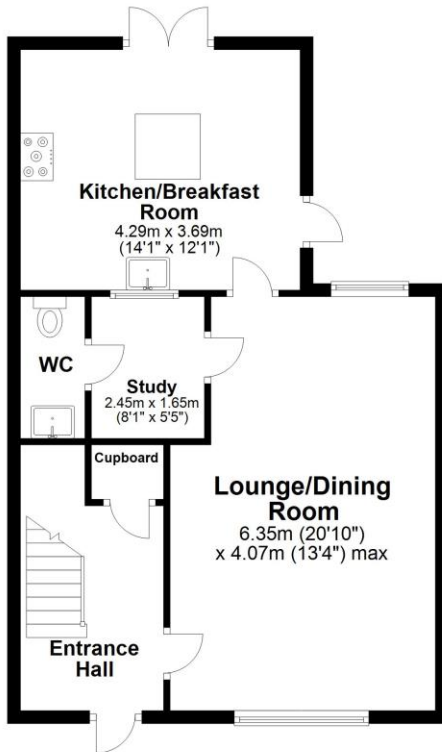 Kitchen/Breakfast
Room
4.29m x 3.69m
(14'1" x 12'1")
WC
Study
2.45m x 1.65m
(8'1" x 5'5")
Cupboard
Lounge/Dining
Room
6.35m (20'10")
x 4.07m (13'4") max
Entrance
Hall